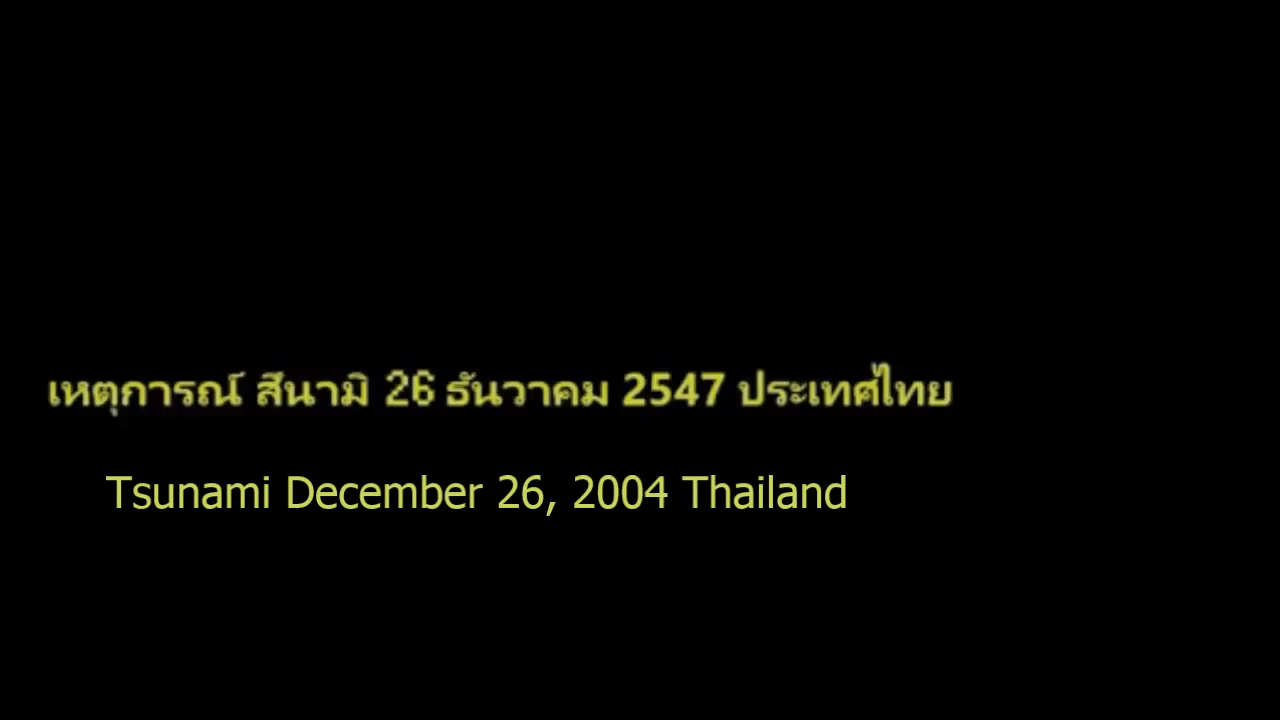 เหตุการณ์ สึนามิ 26 ธันวาคม 2547 ประเทศไทย
Tsunami December 26, 2004 Thailand